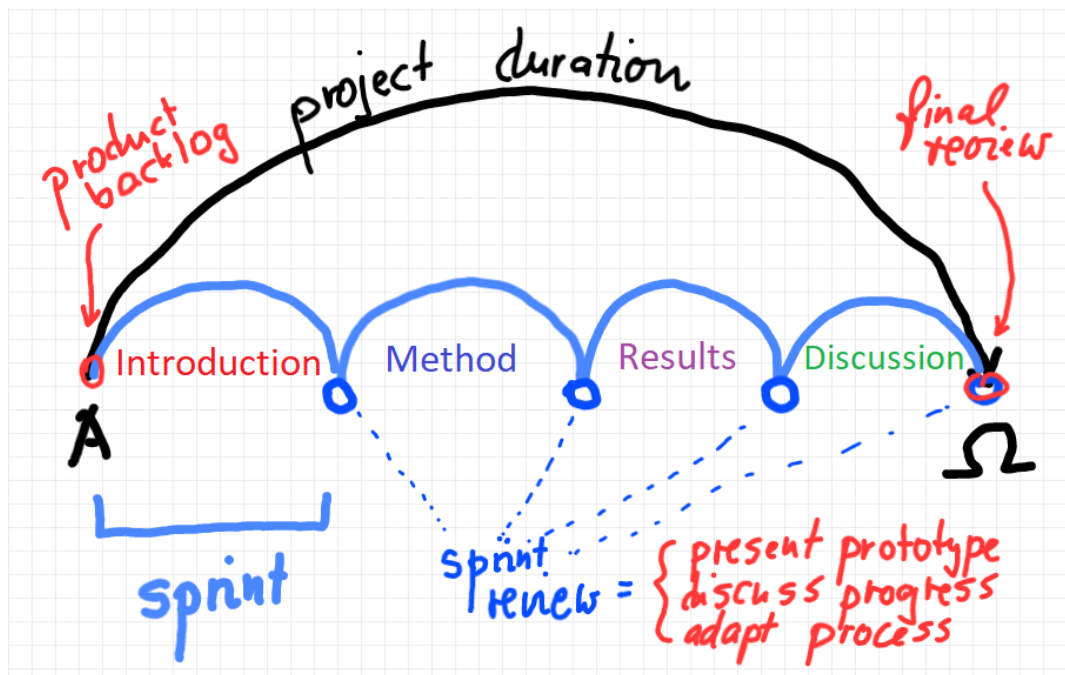 project duration
product
backlog
final
review
Introduction
Method
Results
Discussion
A
Ω
sprint
sprint
review = { present prototype
discuss progress
adapt process